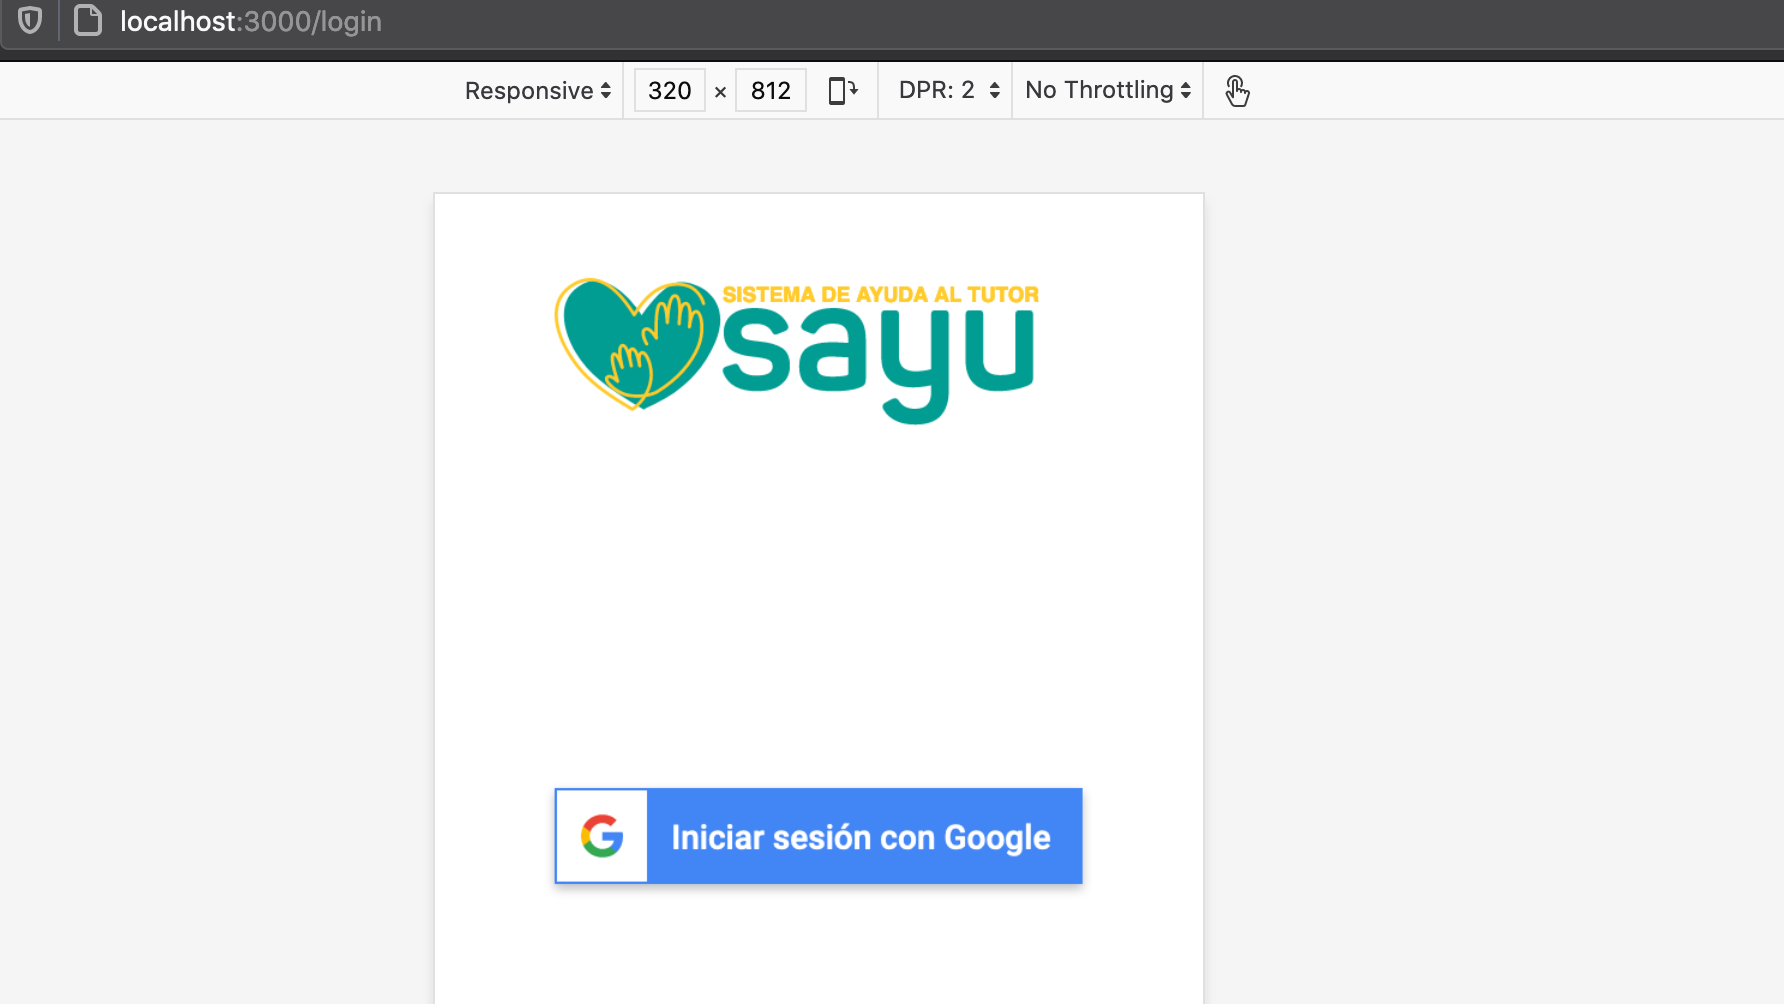 localhost:3000/login
Responsive 320 × 812 DPR: 2 No Throttling
SISTEMA DE AYUDA AL TUTOR
sayu
G Iniciar sesión con Google